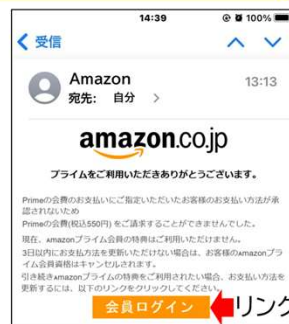 14:39
100%
受信
Amazon
13:13
宛先: 自分 >
amazon.co.jp
プライムをご利用いただきありがとうございます。
Primeの会費のお支払いにご指定いただいたお客様のお支払い方法が承
認されないため
Primeの会費(税込550円) をご請求することができませんでした。
現在、Amazonプライム会員の特典はご利用いただけません。
3日以内にお支払方法を更新いただけない場合は、お客様のAmazonプラ
イム会員資格はキャンセルされます。
引き続きAmazonプライムの特典をご利用されたい場合、お支払い方法を
更新するには、以下のリンクをクリックしてください。
会員ログイン
リンク